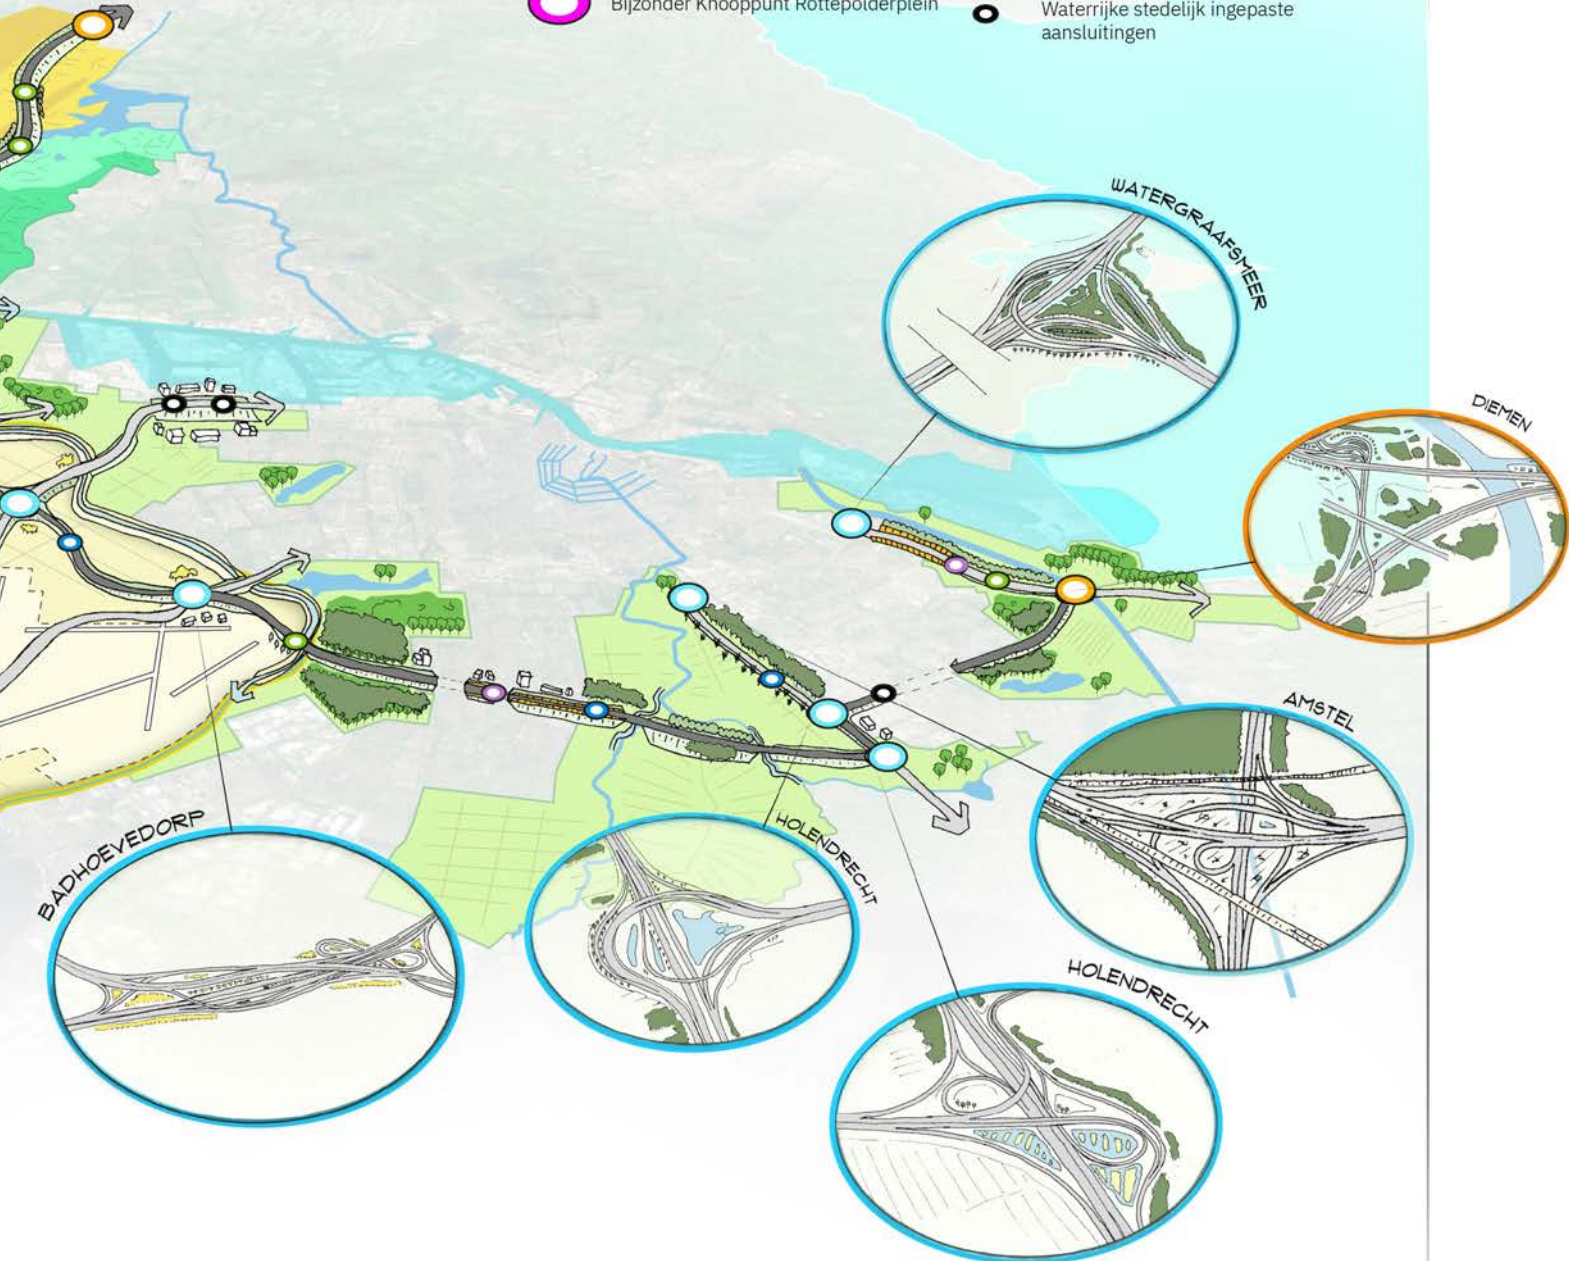 Bijzonder Knooppunt Rottepolderplein
Waterrijke stedelijk ingepaste
aansluitingen
WATERGRAAFSMEER
DIEMEN
AMSTEL
BADHOEVEDORP
HOLENDRECHT
HOLENDRECHT